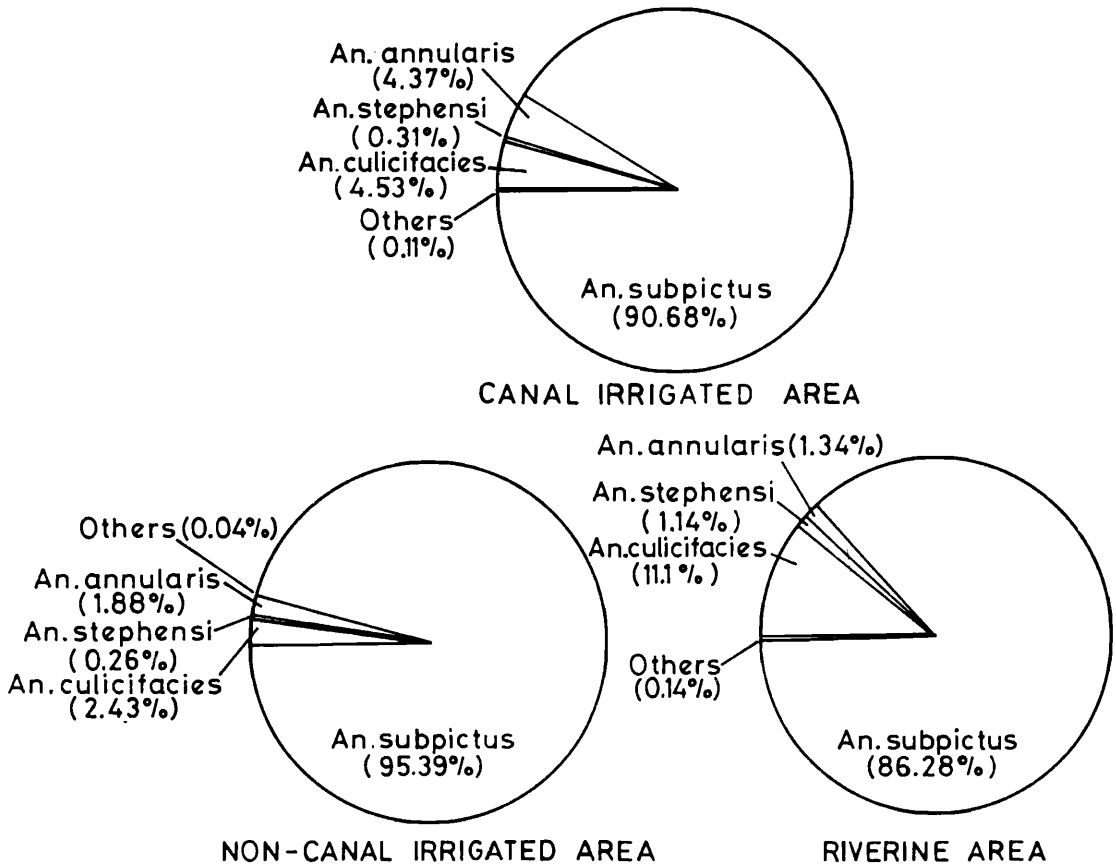 An. annularis
(4.37%)
An.stephensi
(0.31%)
An.culicifacies
(4.53%)
Others
(0.11%)
An.subpictus
(90.68%)
CANAL IRRIGATED AREA
Others(0.04%)
An.annularis
(1.88%)
An.stephensi
(0.26%)
An.culicifacies
(2.43%)
An.subpictus
(95.39%)
NON-CANAL IRRIGATED AREA
An.annularis(1.34%)
An.stephensi
(1.14%)
An.culicifacies
(11.1%)
Others
(0.14%)
An.subpictus
(86.28%)
RIVERINE AREA